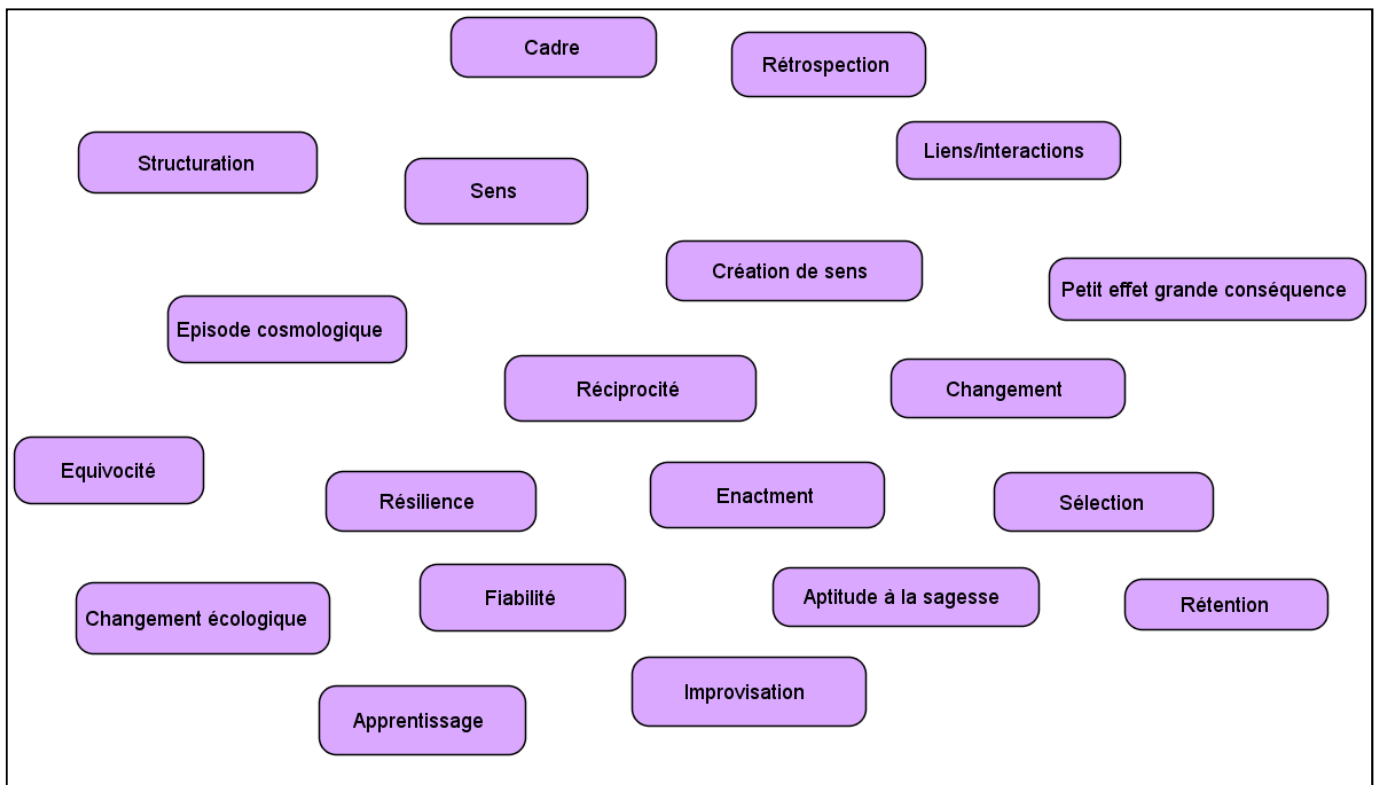 Cadre
Rétrospection
Liens/interactions
Structuration
Sens
Création de sens
Petit effet grande conséquence
Episode cosmologique
Réciprocité
Changement
Equivocité
Résilience
Enactment
Sélection
Changement écologique
Fiabilité
Aptitude à la sagesse
Rétention
Improvisation
Apprentissage